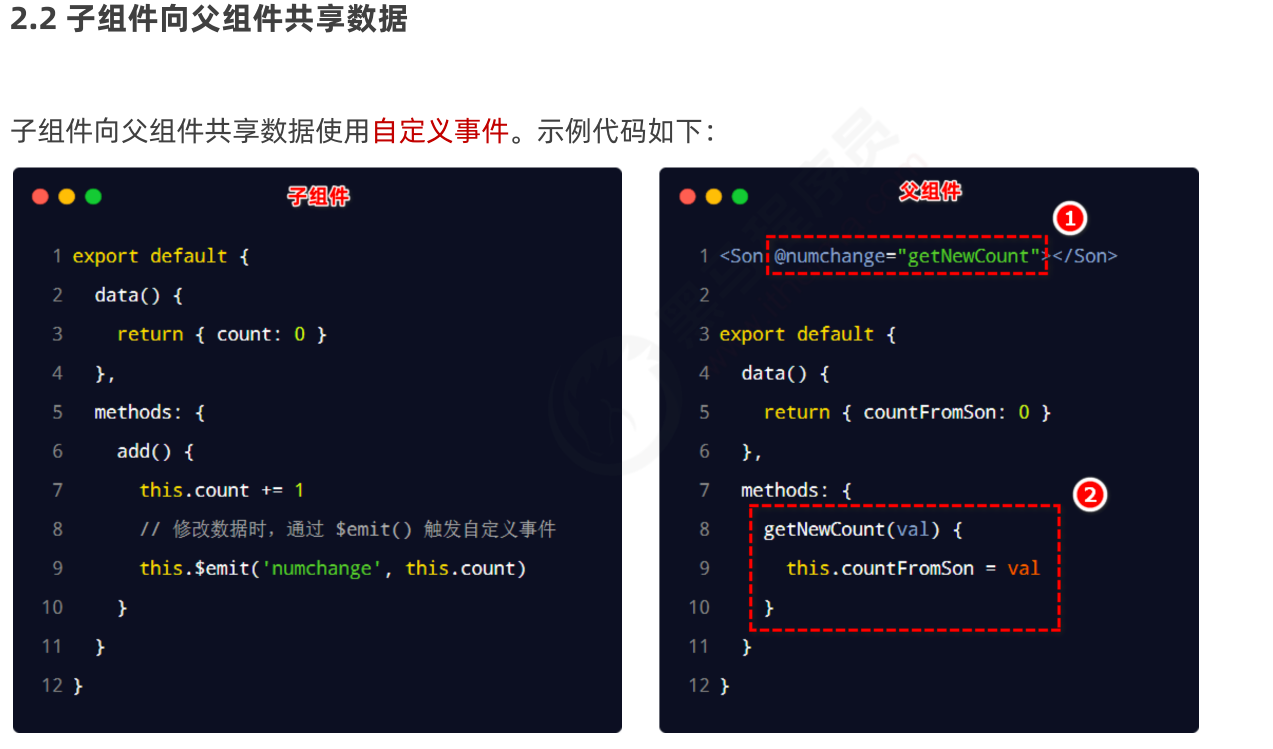 2.2 子组件向父组件共享数据
子组件向父组件共享数据使用自定义事件。示例代码如下：
子组件
1 export default {
2   data() {
3     return { count: 0 }
4   },
5   methods: {
6     add() {
7       this.count += 1
8       // 修改数据时，通过 $emit() 触发自定义事件
9       this.$emit('numchange', this.count)
10     }
11   }
12 }
父组件
1
1 <Son @numchange="getNewCount"></Son>
2
3 export default {
4   data() {
5     return { countFromSon: 0 }
6   },
7   methods: {
2
8     getNewCount(val) {
9       this.countFromSon = val
10     }
11   }
12 }
黑马程序员